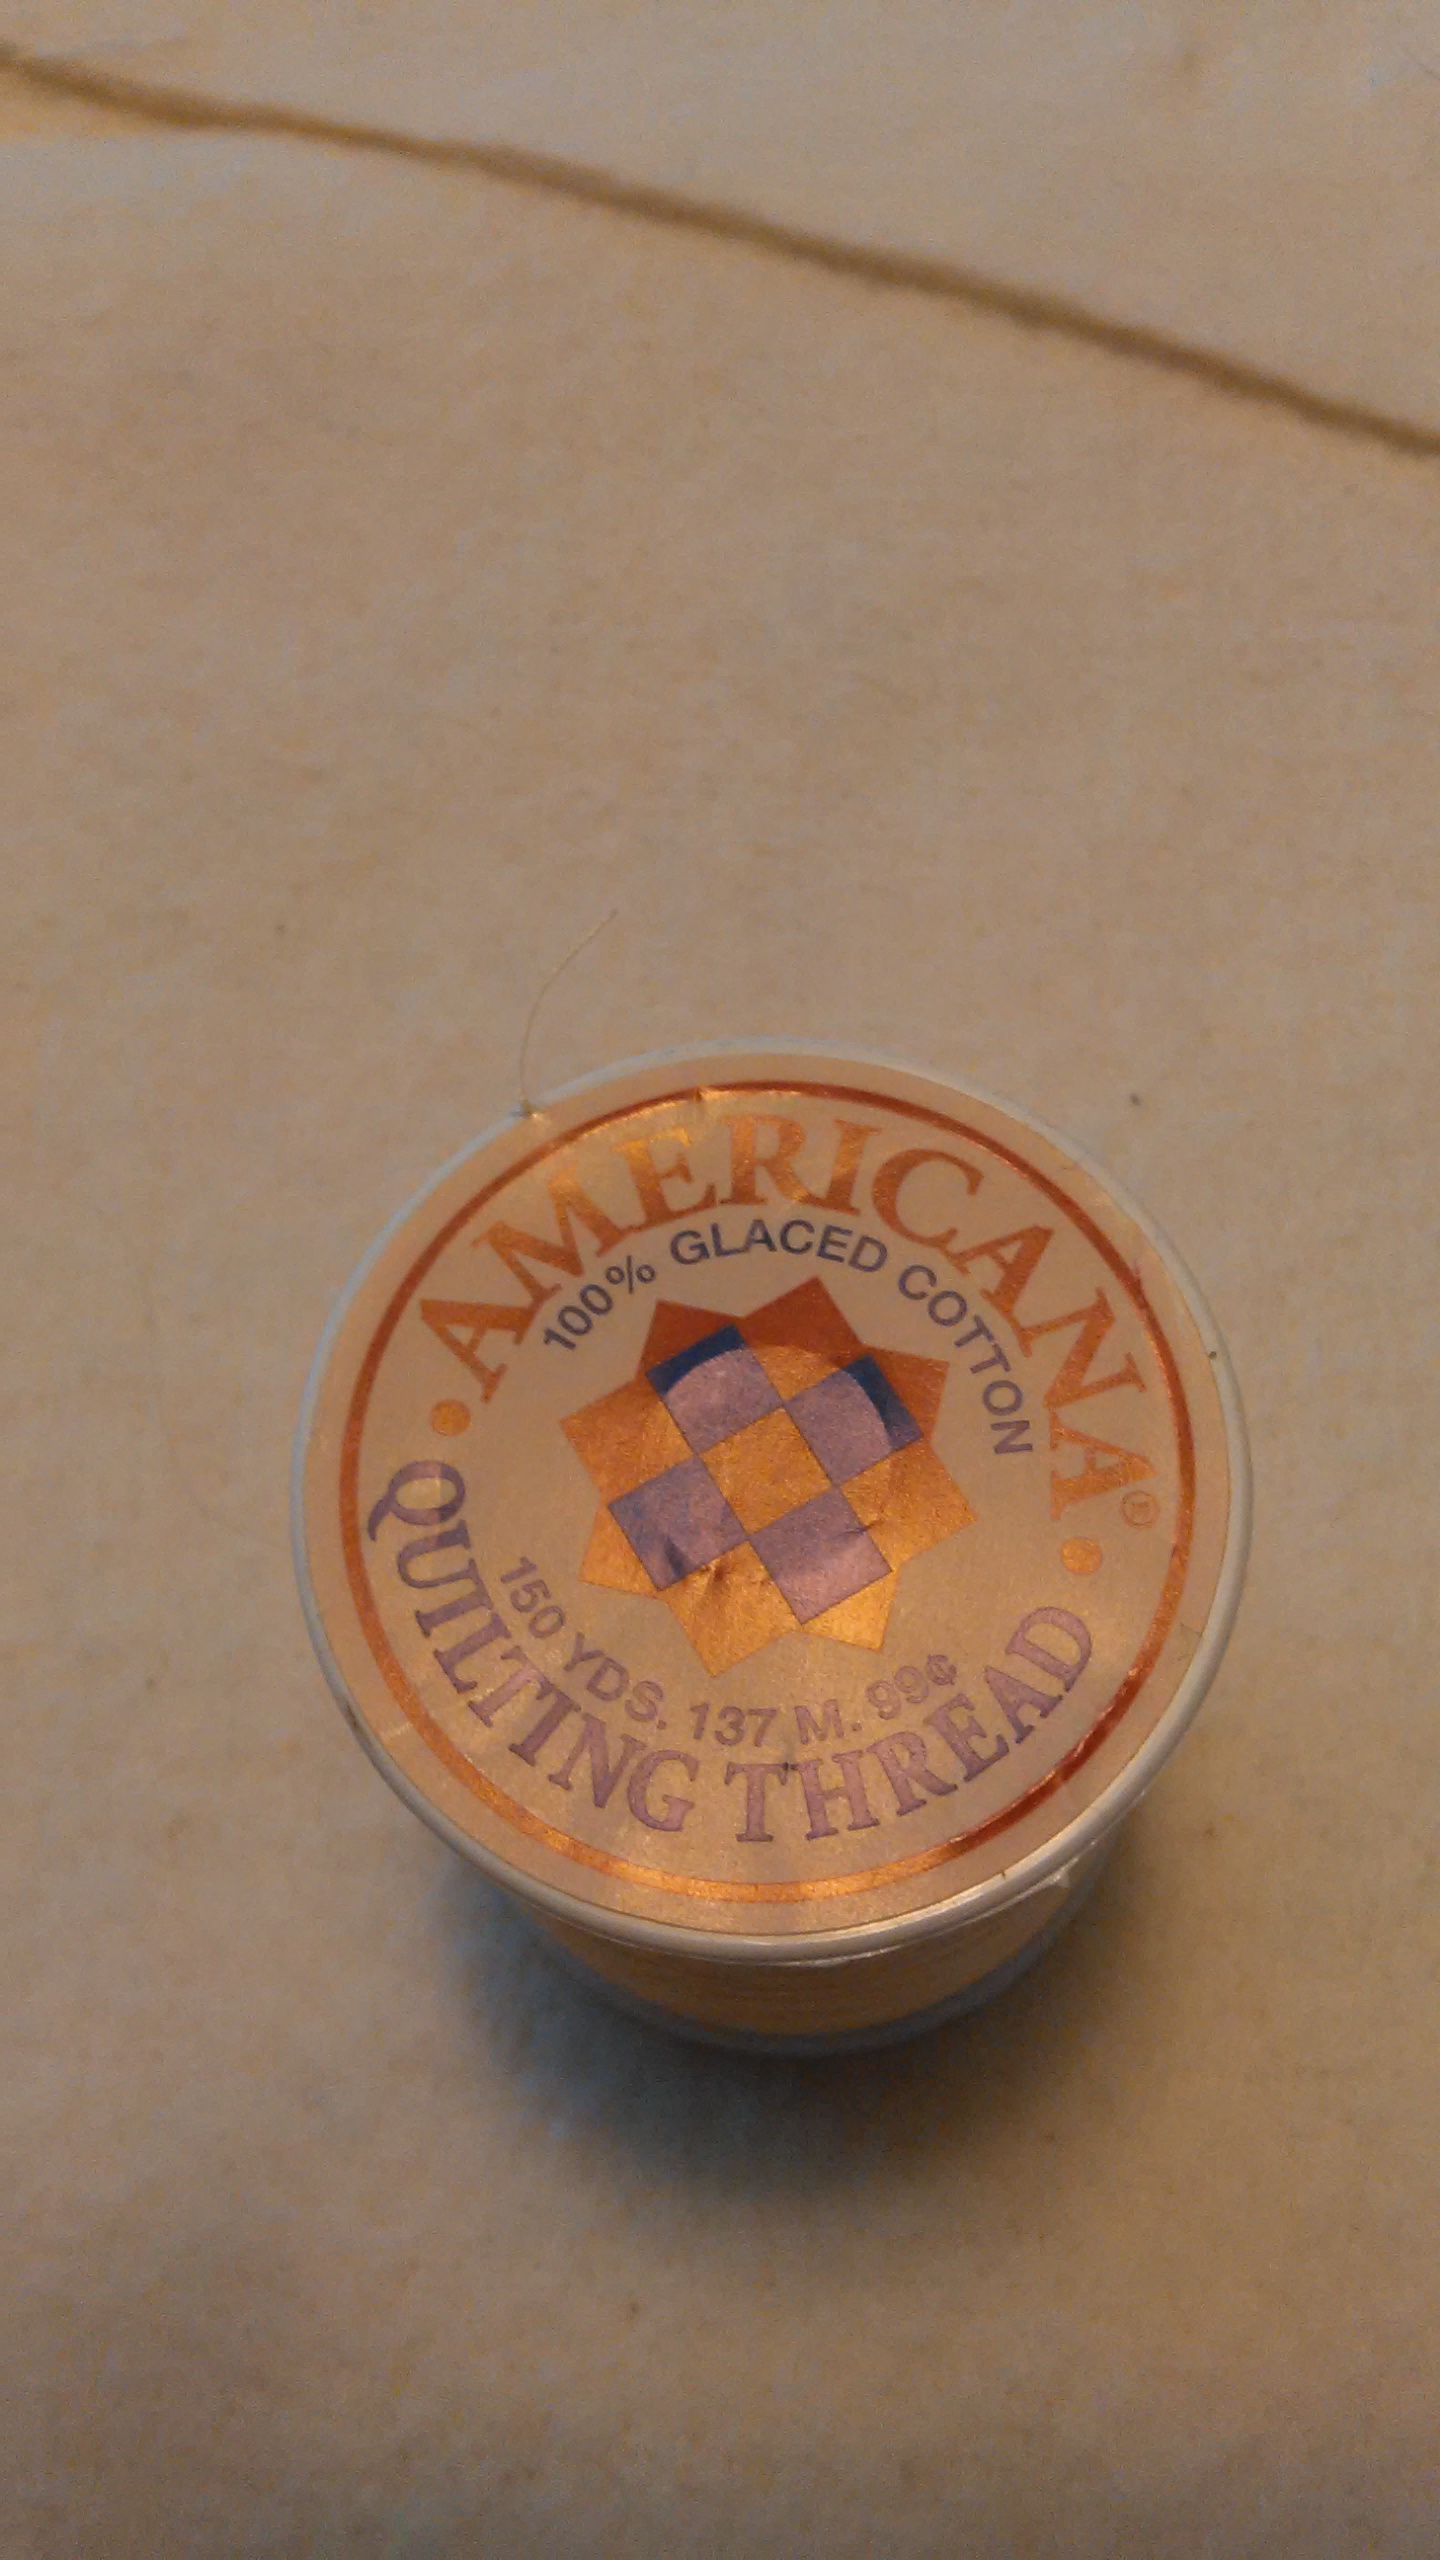 AMERICANA®
100% GLACED COTTON
150 YDS. 137 M. 99¢
QUILTING THREAD